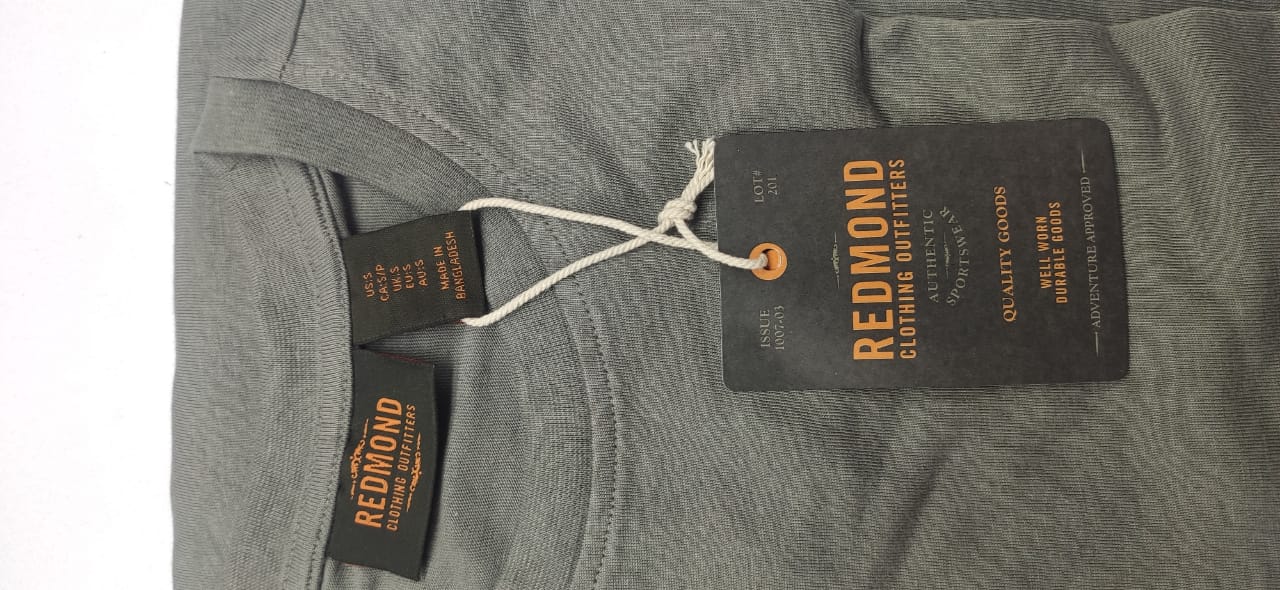 US:S
CA:S/P
UK:S
EU:S
AU:S
MADE IN
BANGLADESH
REDMOND
CLOTHING OUTFITTERS
LOT#
201
ISSUE
1007-03
REDMOND
CLOTHING OUTFITTERS
AUTHENTIC
SPORTSWEAR
QUALITY GOODS
WELL WORN
DURABLE GOODS
ADVENTURE APPROVED